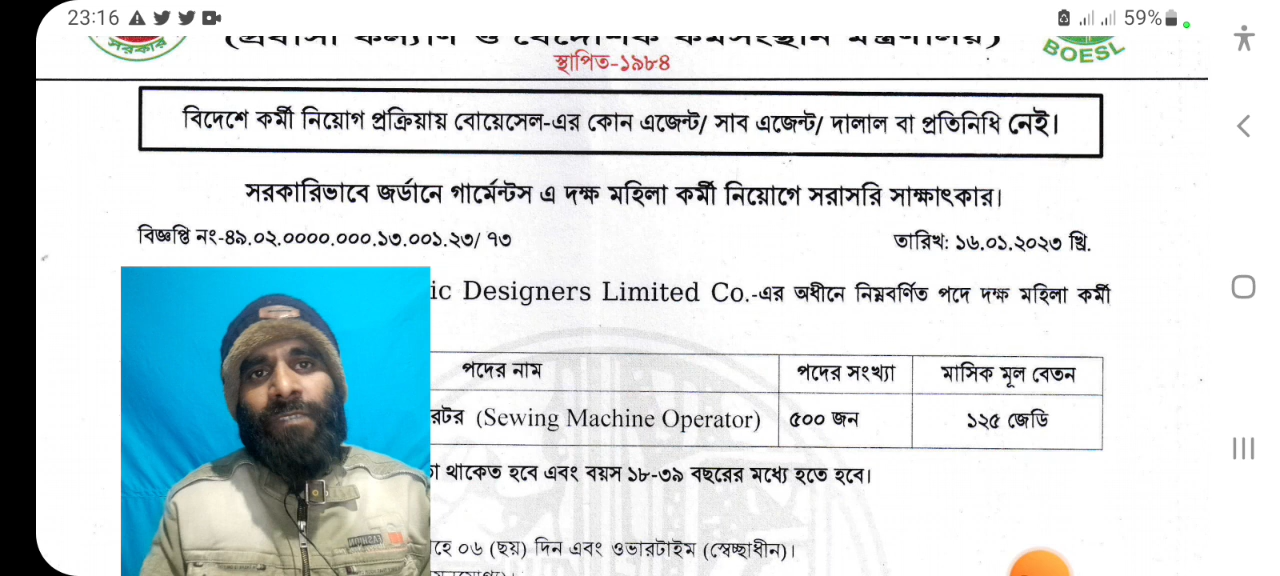 23:16
59%
সরকার
BOESL
স্থাপিত-১৯৮৪
বিদেশে কর্মী নিয়োগ প্রক্রিয়ায় বোয়েসেল-এর কোন এজেন্ট/ সাব এজেন্ট/ দালাল বা প্রতিনিধি নেই।
সরকারিভাবে জর্ডানে গার্মেন্টস এ দক্ষ মহিলা কর্মী নিয়োগে সরাসরি সাক্ষাৎকার।
বিজ্ঞপ্তি নং-৪৯.০২.০০০০.০০০.১৩.০০১.২৩/ ৭৩
তারিখ: ১৬.০১.২০২৩ খ্রি.
ic Designers Limited Co.-এর অধীনে নিম্নবর্ণিত পদে দক্ষ মহিলা কর্মী
পদের নাম পদের সংখ্যা মাসিক মূল বেতন
রটর (Sewing Machine Operator) ৫০০ জন ১২৫ জেডি
থাকেত হবে এবং বয়স ১৮-৩৯ বছরের মধ্যে হতে হবে।
হে ০৬ (ছয়) দিন এবং ওভারটাইম (স্বেচ্ছাধীন)।